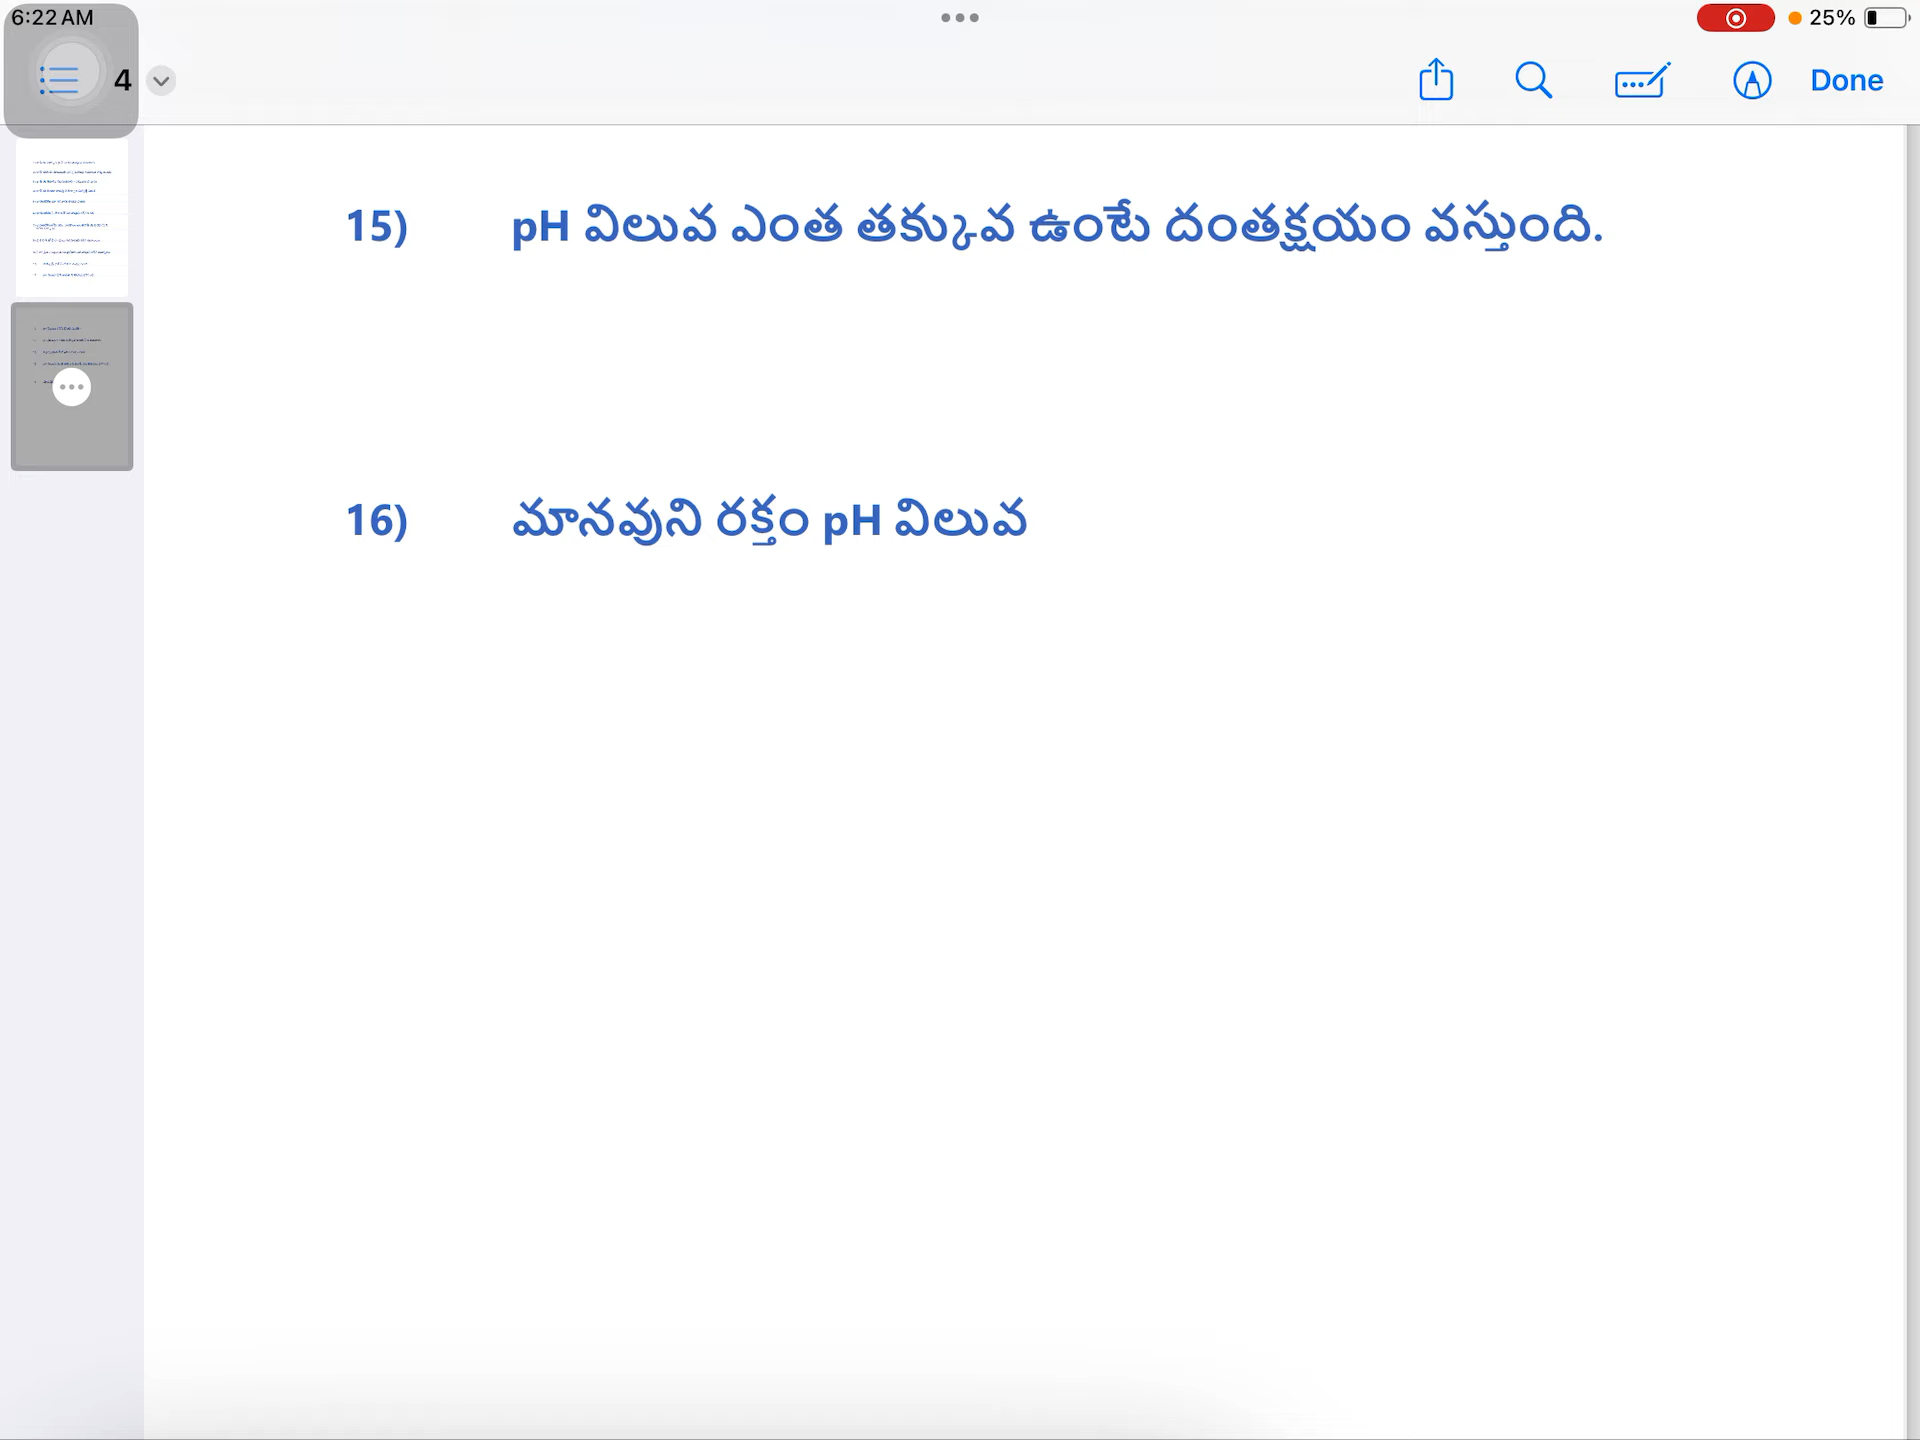 6:22 AM
25%
4
Done
15) pH విలువ ఎంత తక్కువ ఉంటే దంతక్షయం వస్తుంది.
16) మానవుని రక్తం pH విలువ